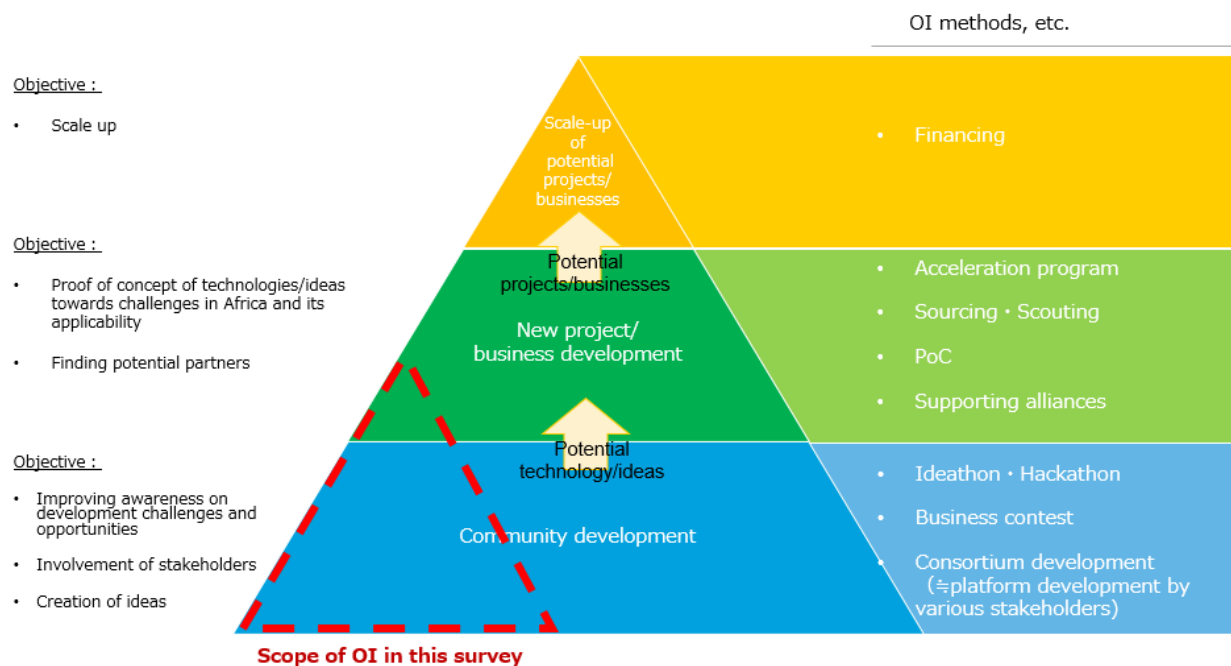 OI methods, etc.
Objective :
• Scale up
Scale-up
of
potential
projects/
businesses
• Financing
Objective :
• Proof of concept of technologies/ideas
towards challenges in Africa and its
applicability
• Finding potential partners
Potential
projects/businesses
New project/
business development
• Acceleration program
• Sourcing・Scouting
• PoC
• Supporting alliances
Objective :
• Improving awareness on
development challenges and
opportunities
• Involvement of stakeholders
• Creation of ideas
Potential
technology/ideas
Community development
• Ideathon・Hackathon
• Business contest
• Consortium development
(≒platform development by
various stakeholders)
Scope of OI in this survey